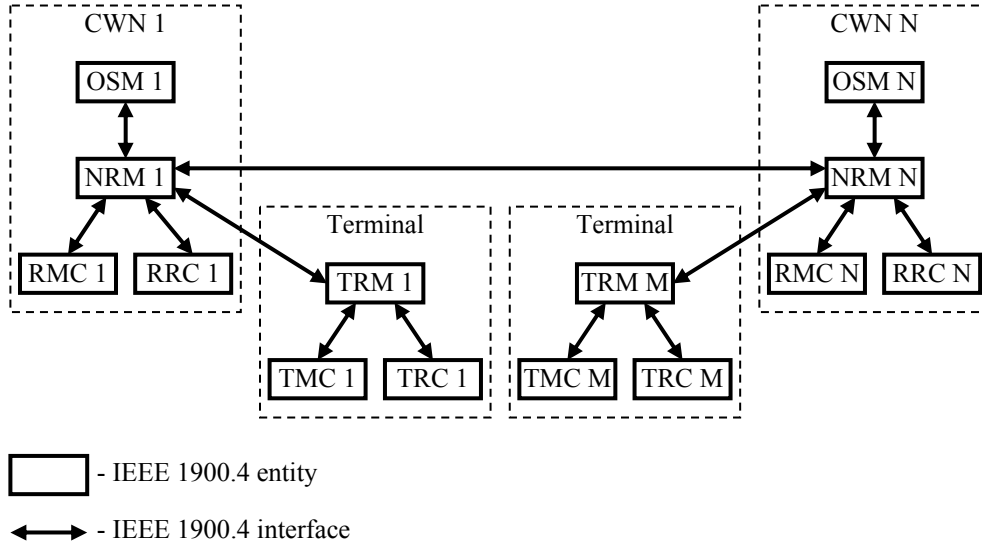 CWN 1
CWN N
OSM 1
OSM N
NRM 1
NRM N
Terminal
Terminal
RMC 1
RRC 1
TRM 1
TRM M
RMC N
RRC N
TMC 1
TRC 1
TMC M
TRC M
- IEEE 1900.4 entity
- IEEE 1900.4 interface